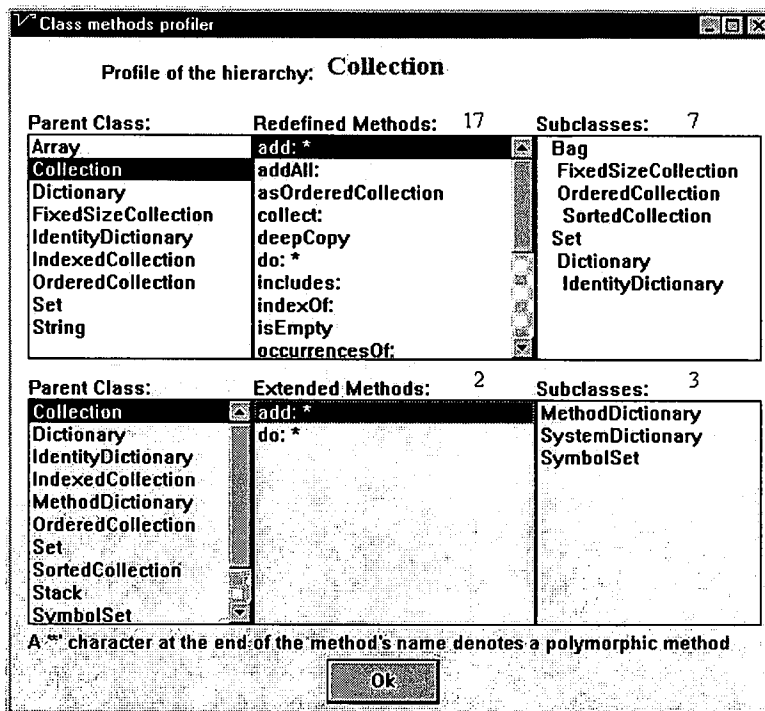 Class methods profiler
Profile of the hierarchy: Collection
Parent Class:
Array
Collection
Dictionary
FixedSizeCollection
IdentityDictionary
IndexedCollection
OrderedCollection
Set
String
Redefined Methods: 17
add: *
addAll:
asOrderedCollection
collect:
deepCopy
do: *
includes:
indexOf:
isEmpty
occurrencesOf:
Subclasses: 7
Bag
FixedSizeCollection
OrderedCollection
SortedCollection
Set
Dictionary
IdentityDictionary
Parent Class:
Collection
Dictionary
IdentityDictionary
IndexedCollection
MethodDictionary
OrderedCollection
Set
SortedCollection
Stack
SymbolSet
Extended Methods: 2
add: *
do: *
Subclasses: 3
MethodDictionary
SystemDictionary
SymbolSet
A '*' character at the end of the method's name denotes a polymorphic method
Ok